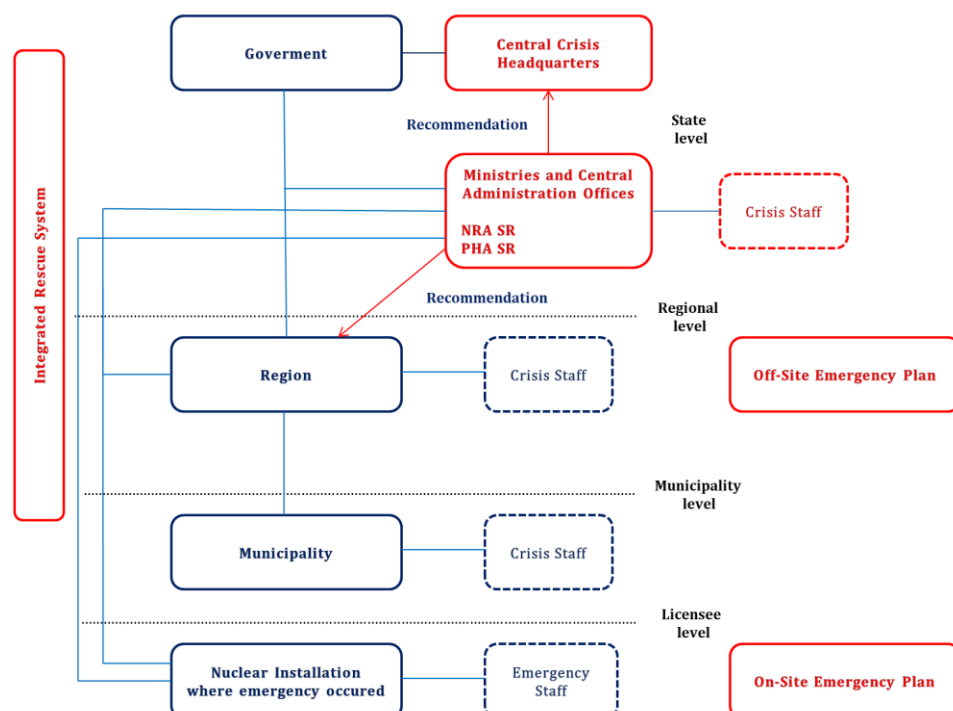 Goverment
Central Crisis
Headquarters
Recommendation
State
level
Integrated Rescue System
Ministries and Central
Administration Offices
NRA SR
PHA SR
Crisis Staff
Recommendation
Regional
level
Region
Crisis Staff
Off-Site Emergency Plan
Municipality
level
Municipality
Crisis Staff
Licensee
level
Nuclear Installation
where emergency occured
Emergency
Staff
On-Site Emergency Plan